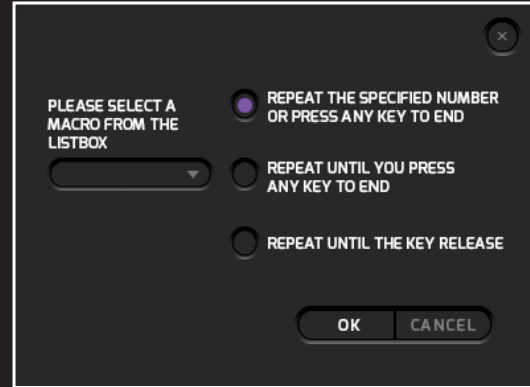 PLEASE SELECT A
MACRO FROM THE
LISTBOX
REPEAT THE SPECIFIED NUMBER
OR PRESS ANY KEY TO END
REPEAT UNTIL YOU PRESS
ANY KEY TO END
REPEAT UNTIL THE KEY RELEASE
OK
CANCEL